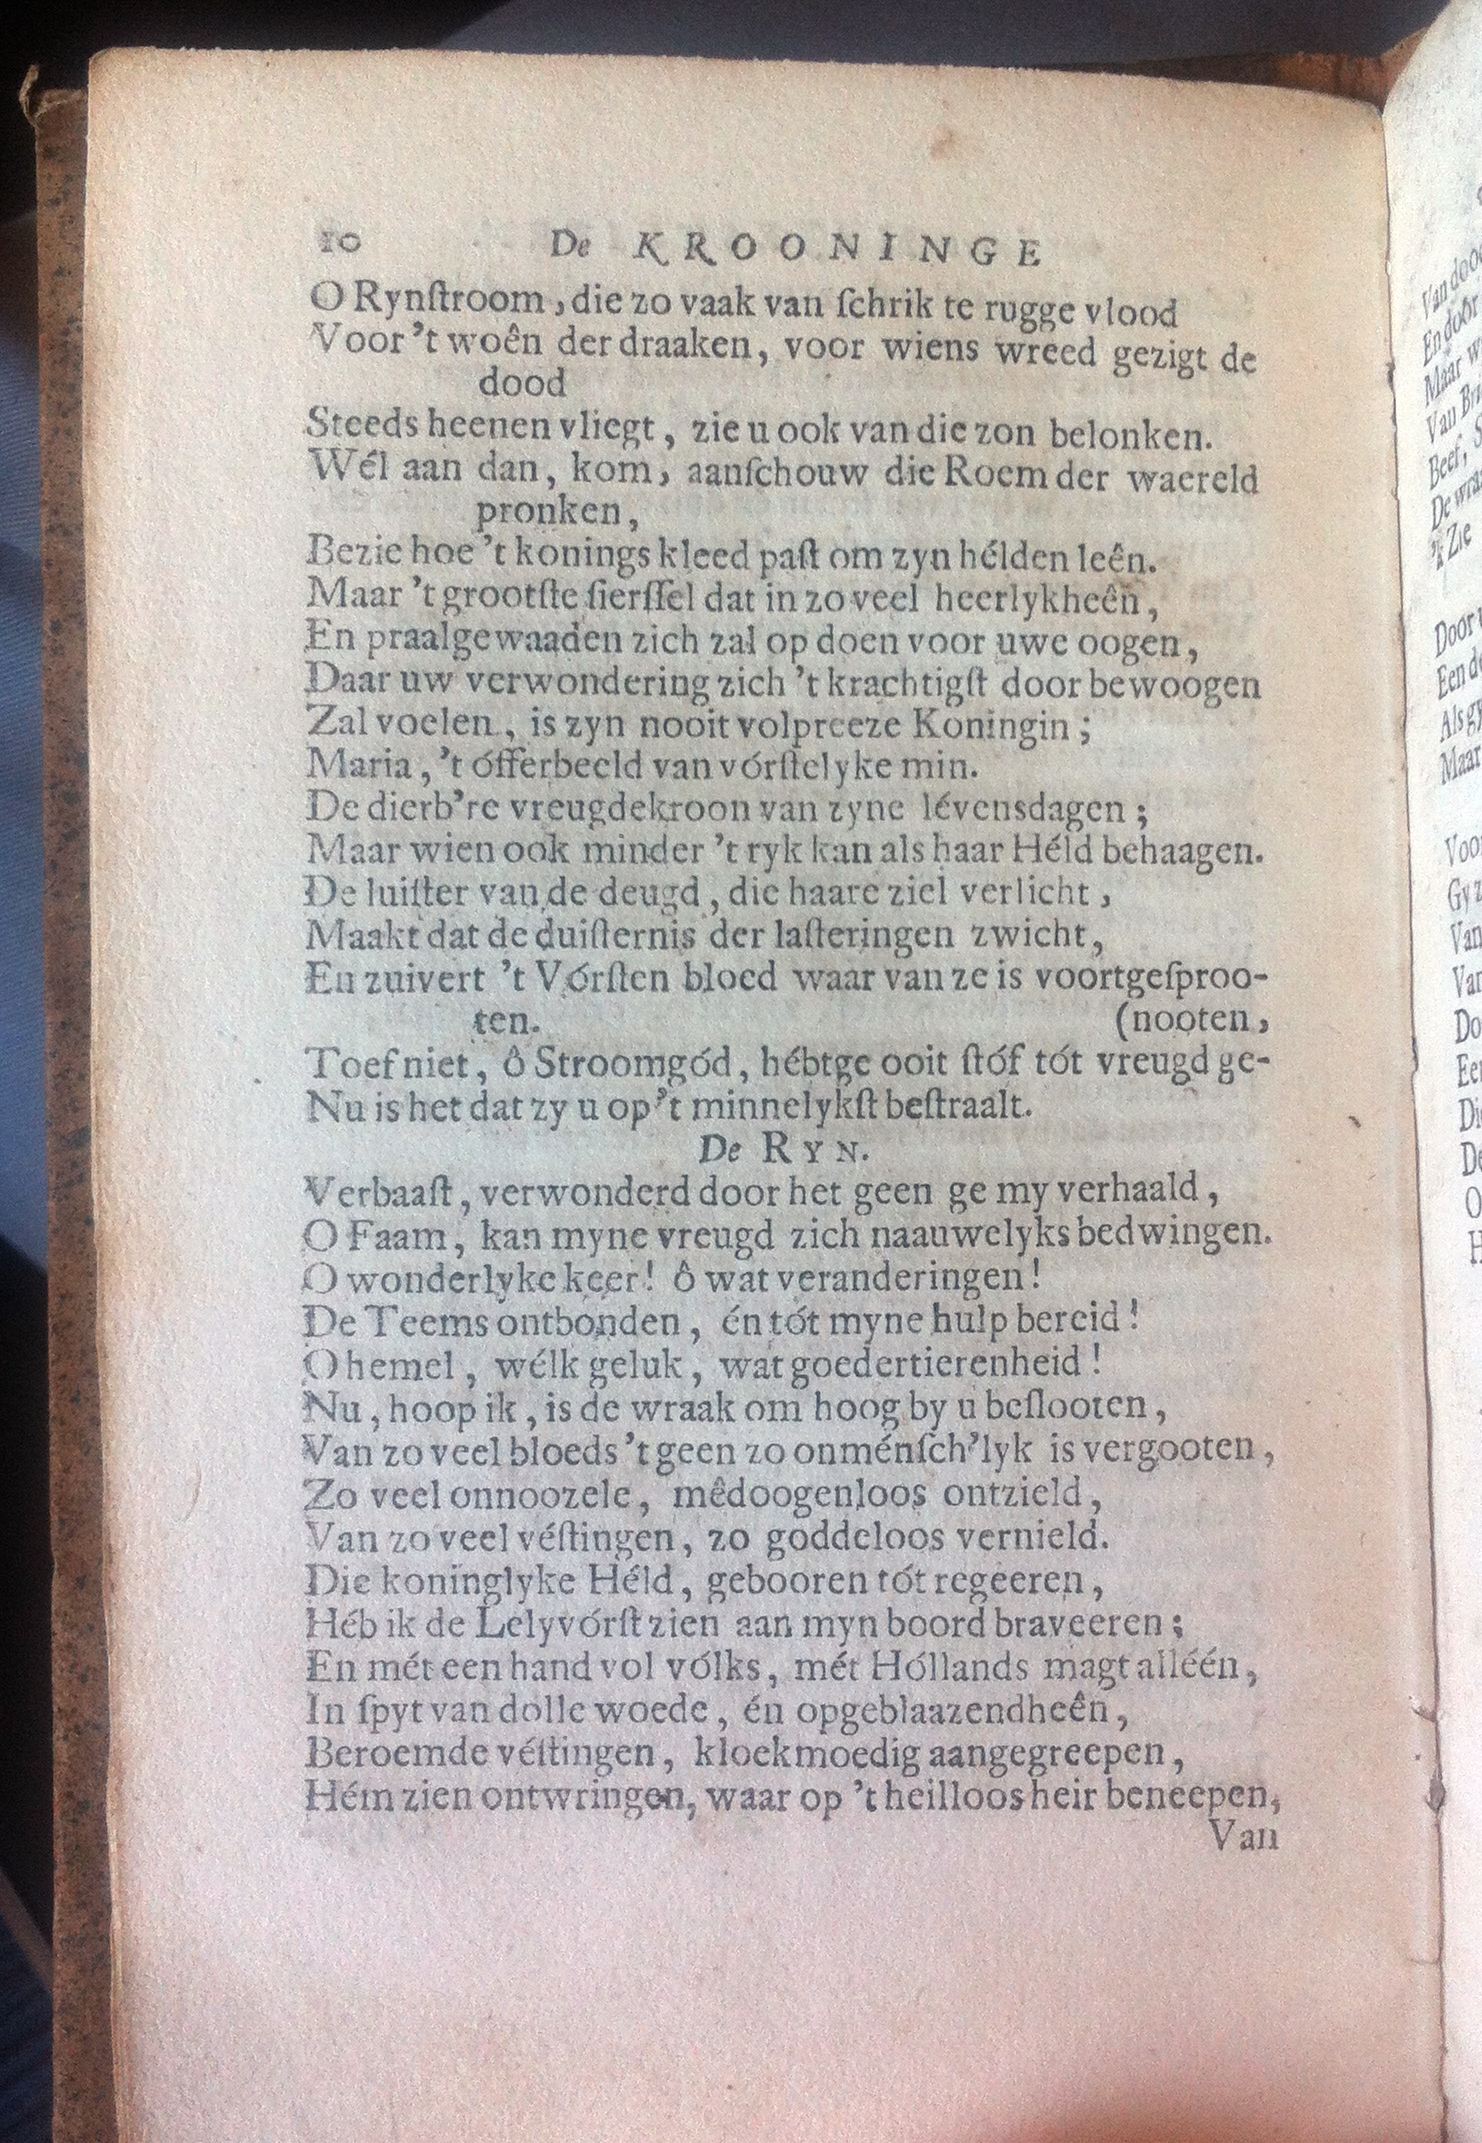 10 De KROONINGE
O Rynſtroom, die zo vaak van ſchrik te rugge vlood
Voor 't woên der draaken, voor wiens wreed gezigt de
dood
Steeds heenen vliegt, zie u ook van die zon belonken.
Wél aan dan, kom, aanſchouw die Roem der waereld
pronken,
Bezie hoe 't konings kleed paſt om zyn hélden leên.
Maar 't grootſte ſierſſel dat in zo veel heerlykheên,
En praalgewaaden zich zal op doen voor uwe oogen,
Daar uw verwondering zich 't krachtigſt door bewoogen
Zal voelen, is zyn nooit volpreeze Koningin;
Maria, 't ófferbeeld van vórſtelyke min.
De dierb're vreugdekroon van zyne lévensdagen;
Maar wien ook minder 't ryk kan als haar Héld behaagen.
De luiſter van de deugd, die haare ziel verlicht,
Maakt dat de duiſternis der laſteringen zwicht,
En zuivert 't Vórſten bloed waar van ze is voortgeſproo-
ten. (nooten,
Toef niet, ô Stroomgód, hébtge ooit ſtóf tót vreugd ge-
Nu is het dat zy u op 't minnelykſt beſtraalt.
De RYN.
Verbaaſt, verwonderd door het geen ge my verhaald,
O Faam, kan myne vreugd zich naauwelyks bedwingen.
O wonderlyke keer! ô wat veranderingen!
De Teems ontbonden, én tót myne hulp bereid!
O hemel, wélk geluk, wat goedertierenheid!
Nu, hoop ik, is de wraak om hoog by u beſlooten,
Van zo veel bloeds 't geen zo onménſch'lyk is vergooten,
Zo veel onnoozele, mêdoogenloos ontzield,
Van zo veel véſtingen, zo goddeloos vernield.
Die koninglyke Héld, gebooren tót regeeren,
Héb ik de Lelyvórſt zien aan myn boord braveeren;
En mét een hand vol vólks, mét Hóllands magt alléén,
In ſpyt van dolle woede, én opgeblaazendheên,
Beroemde véſtingen, kloekmoedig aangegreepen,
Hém zien ontwringen, waar op 't heilloos heir beneepen,
Van